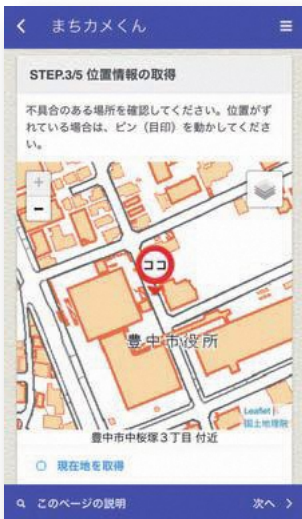 まちカメくん
STEP.3/5 位置情報の取得
不具合のある場所を確認してください。位置がず
れている場合は、ピン（目印）を動かしてくださ
い。
+
-
ココ
豊中市役所
Leaflet |
国土地理院
豊中市中桜塚3丁目 付近
現在地を取得
このページの説明
次へ